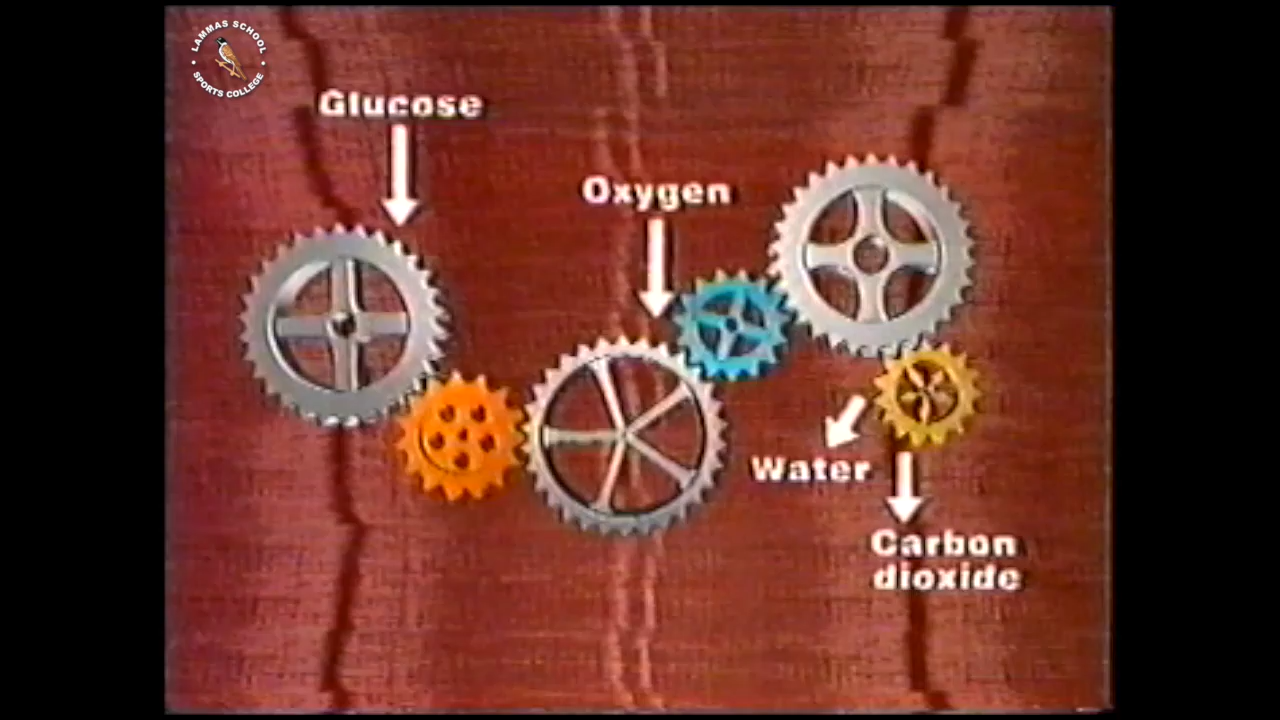 LAMMAS SCHOOL
SPORTS COLLEGE
Glucose
Oxygen
Water
Carbon
dioxide